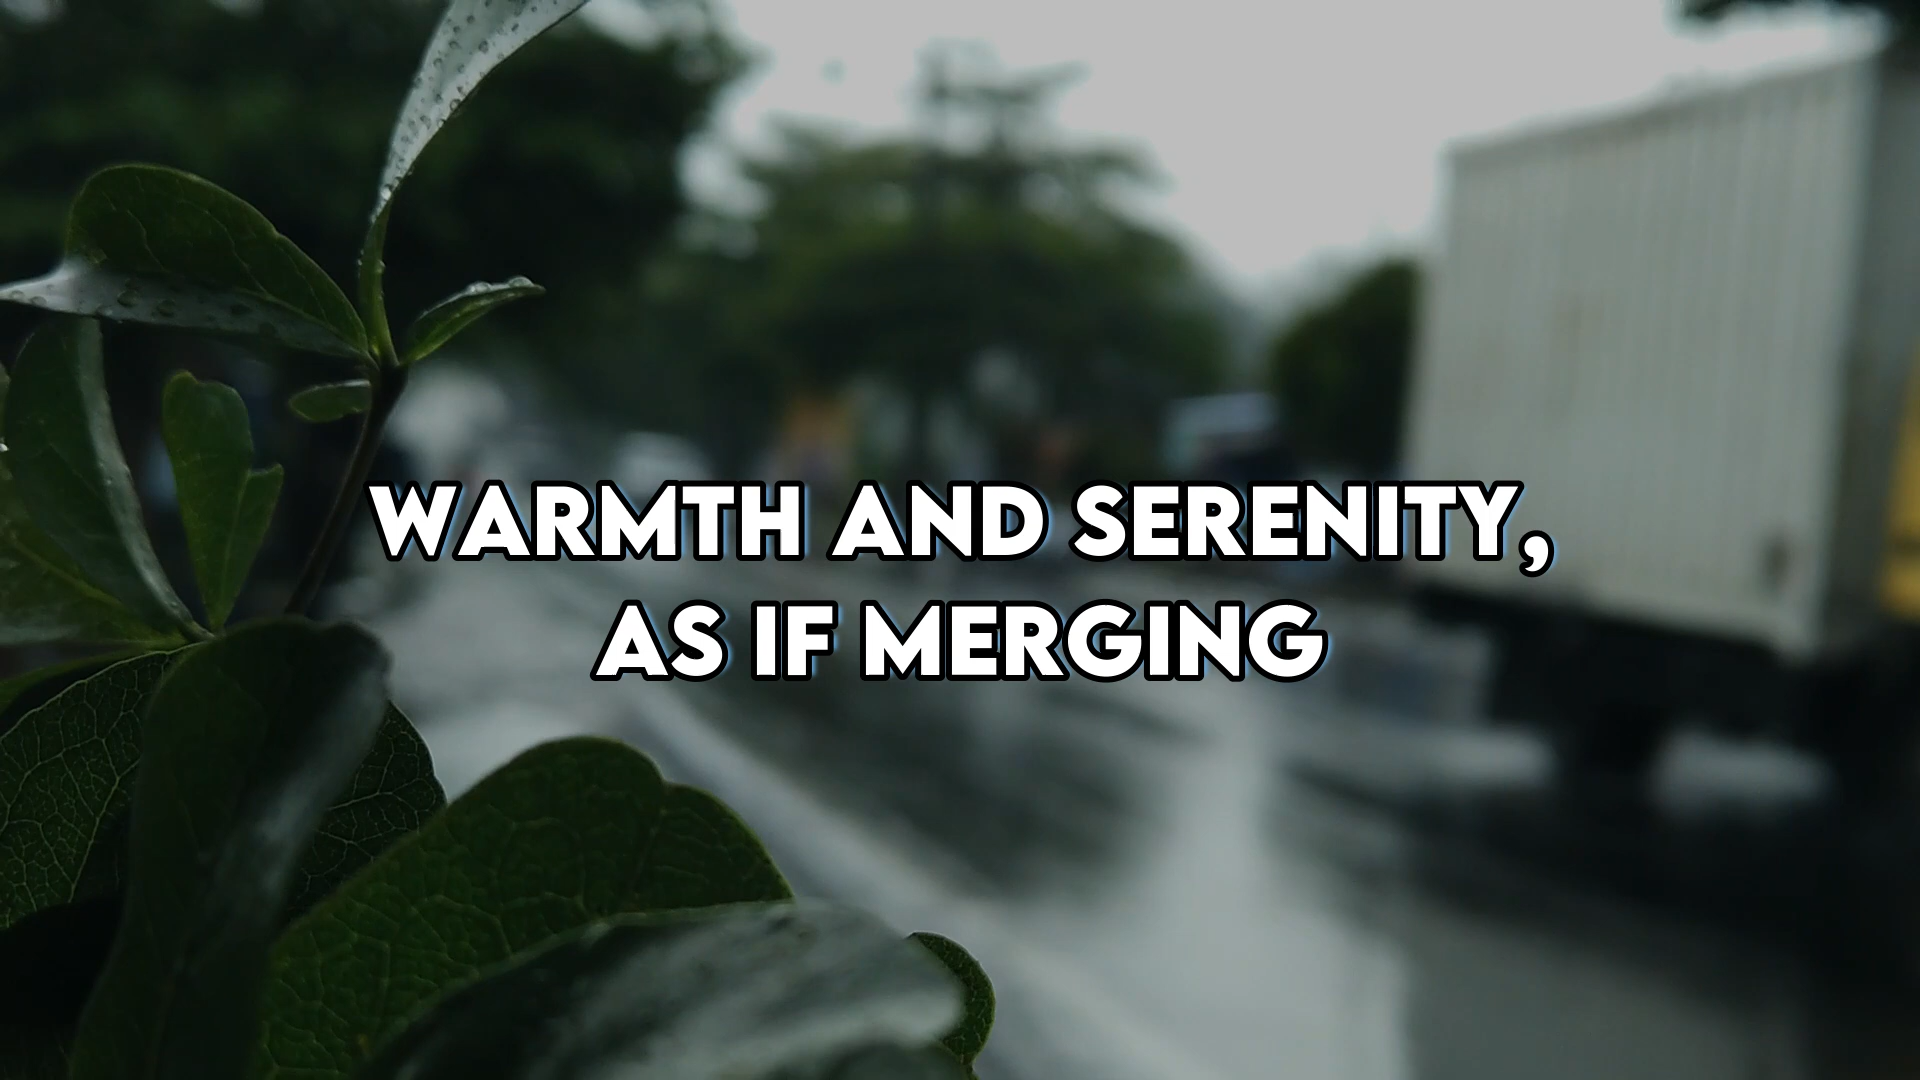 WARMTH AND SERENITY,
AS IF MERGING